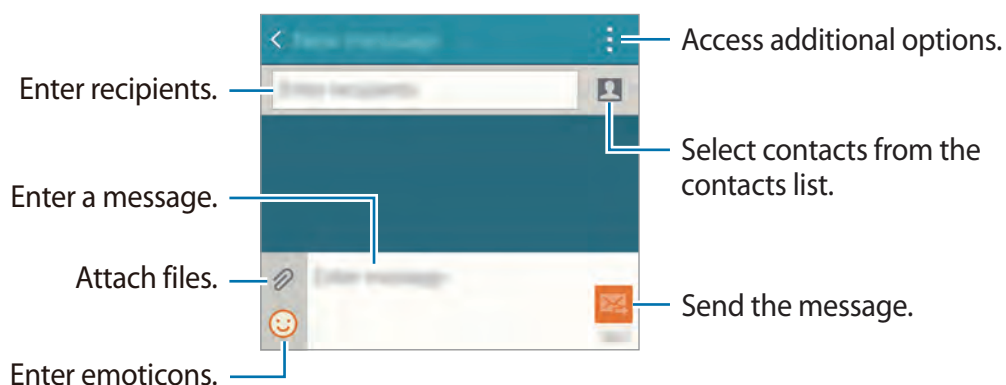 Access additional options.
Enter recipients.
Select contacts from the
contacts list.
Enter a message.
Attach files.
Send the message.
Enter emoticons.